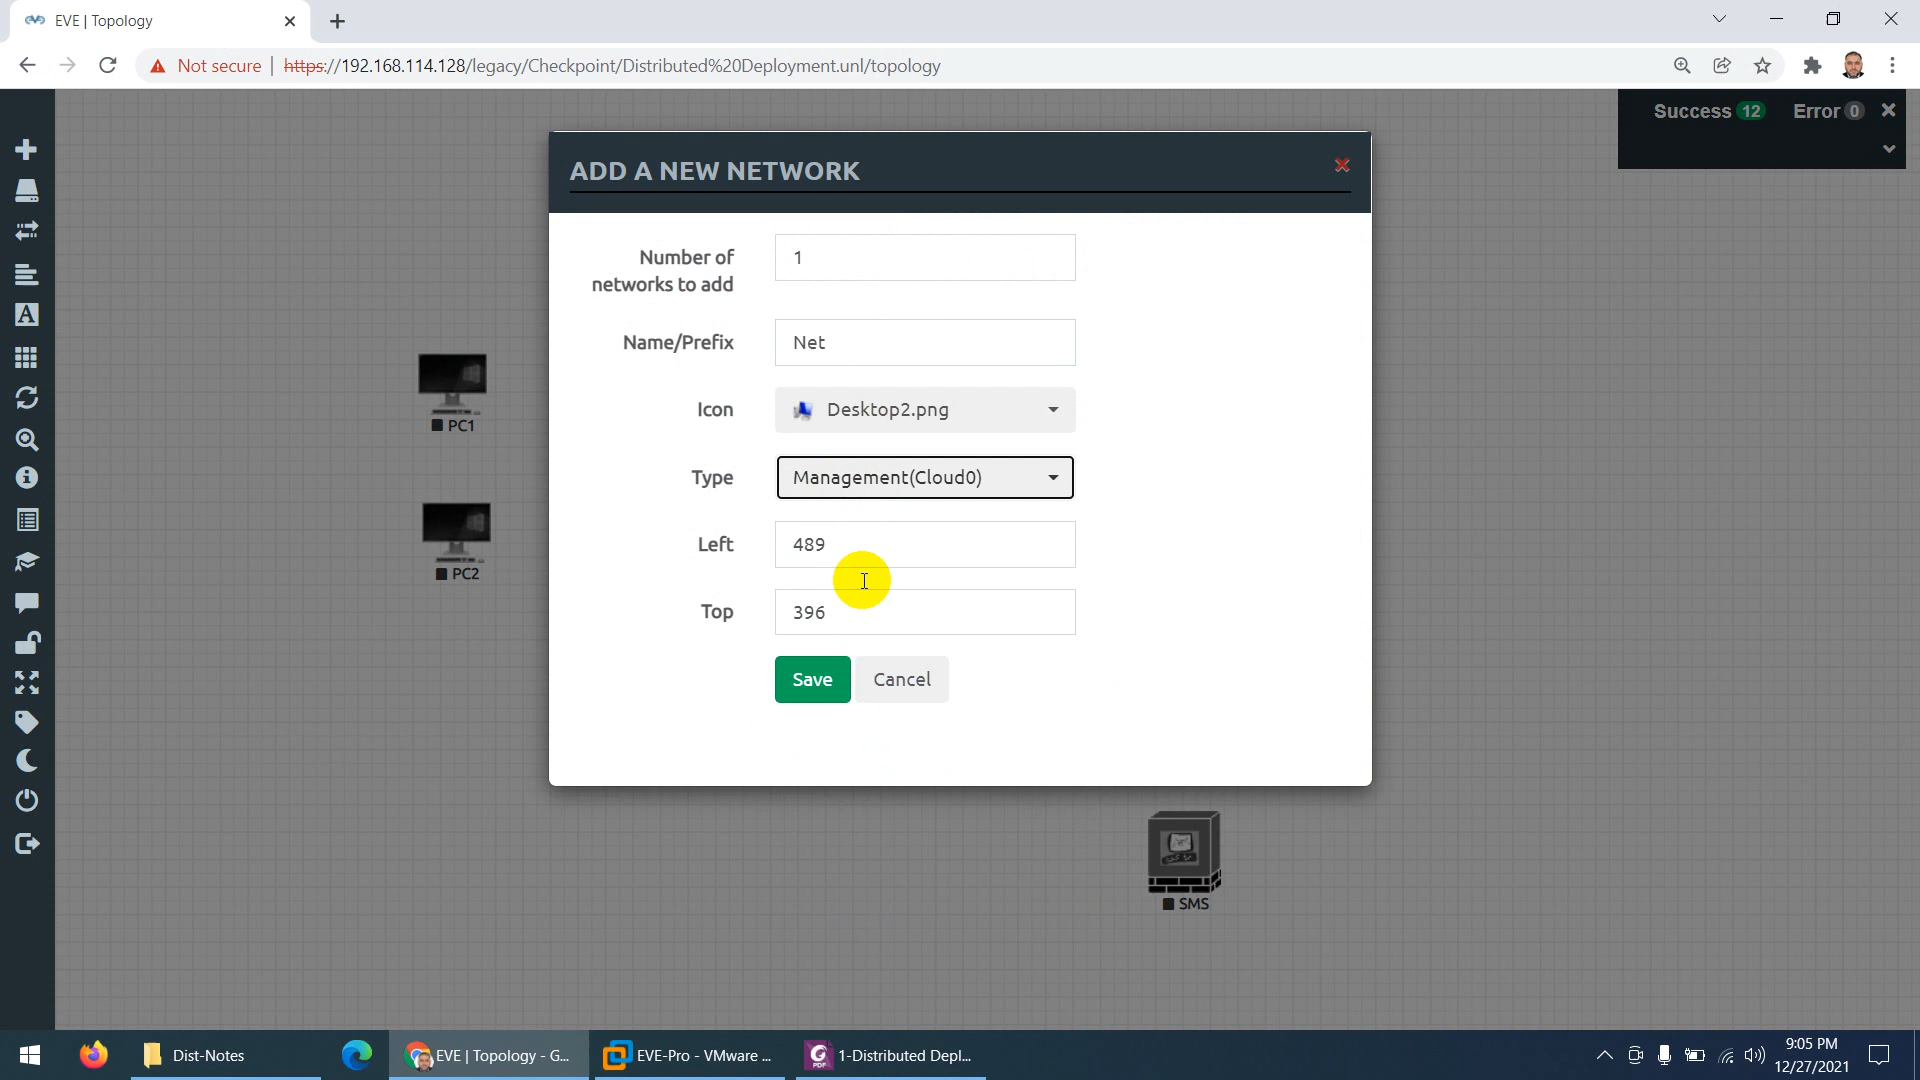 EVE | Topology
Not secure | https://192.168.114.128/legacy/Checkpoint/Distributed%20Deployment.unl/topology
Success 12 Error 0
ADD A NEW NETWORK
Number of networks to add
1
Name/Prefix
Net
Icon
Desktop2.png
Type
Management(Cloud0)
Left
489
Top
396
Save
Cancel
PC1
PC2
SMS
Dist-Notes
EVE | Topology - G...
EVE-Pro - VMware ...
1-Distributed Depl...
9:05 PM
12/27/2021